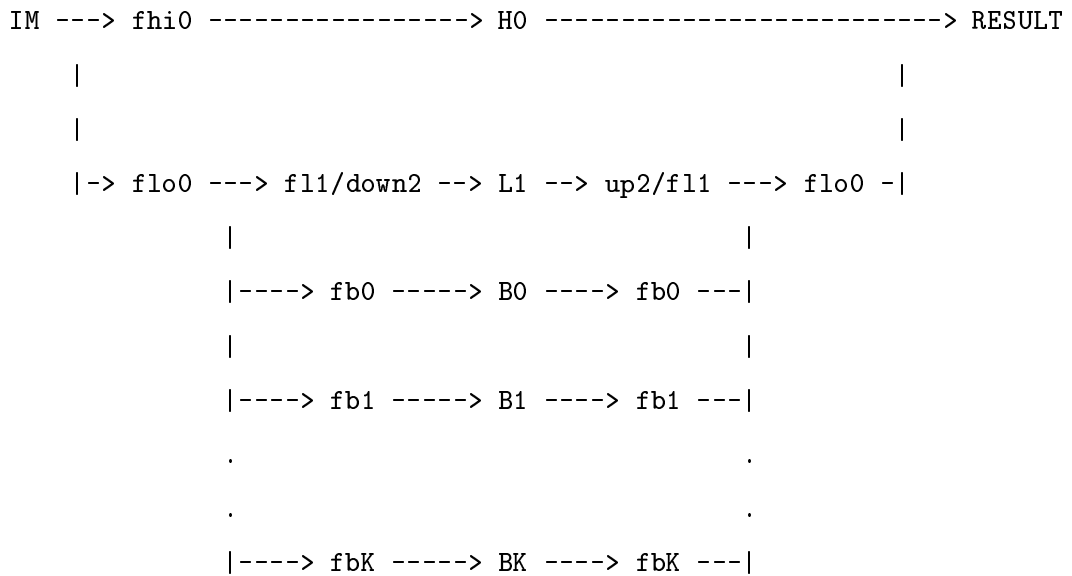 IM ---> fhi0 -----------------> H0 --------------------------> RESULT
    |                                                      |
    |                                                      |
    |-> flo0 ---> fl1/down2 --> L1 --> up2/fl1 ---> flo0 -|
              |                                  |
              |----> fb0 -----> B0 ----> fb0 ---|
              |                                  |
              |----> fb1 -----> B1 ----> fb1 ---|
              .                                  .
              .                                  .
              |----> fbK -----> BK ----> fbK ---|